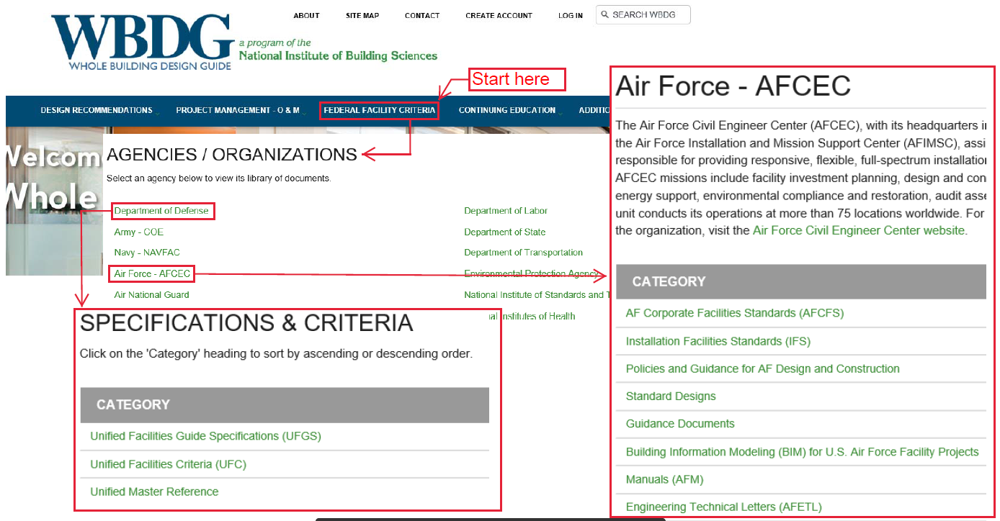 ABOUT SITE MAP CONTACT CREATE ACCOUNT LOG IN SEARCH WBDG
WBDG
WHOLE BUILDING DESIGN GUIDE
a program of the
National Institute of Building Sciences
Start here
DESIGN RECOMMENDATIONS PROJECT MANAGEMENT - O & M FEDERAL FACILITY CRITERIA CONTINUING EDUCATION ADDITIO
Welcom
Whole
AGENCIES / ORGANIZATIONS
Select an agency below to view its library of documents.
Department of Defense
Army - COE
Navy - NAVFAC
Air Force - AFCEC
Air National Guard
Department of Labor
Department of State
Department of Transportation
Environmental Protection Agency
National Institute of Standards and T
al Institutes of Health
SPECIFICATIONS & CRITERIA
Click on the 'Category' heading to sort by ascending or descending order.
CATEGORY
Unified Facilities Guide Specifications (UFGS)
Unified Facilities Criteria (UFC)
Unified Master Reference
Air Force - AFCEC
The Air Force Civil Engineer Center (AFCEC), with its headquarters i
the Air Force Installation and Mission Support Center (AFIMSC), assi
responsible for providing responsive, flexible, full-spectrum installation
AFCEC missions include facility investment planning, design and con
energy support, environmental compliance and restoration, audit asse
unit conducts its operations at more than 75 locations worldwide. For
the organization, visit the Air Force Civil Engineer Center website.
CATEGORY
AF Corporate Facilities Standards (AFCFS)
Installation Facilities Standards (IFS)
Policies and Guidance for AF Design and Construction
Standard Designs
Guidance Documents
Building Information Modeling (BIM) for U.S. Air Force Facility Projects
Manuals (AFM)
Engineering Technical Letters (AFETL)